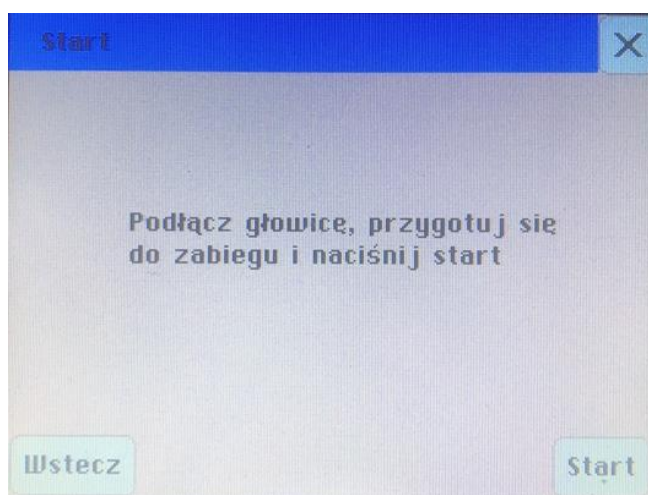 Start
Podłącz głowicę, przygotuj się
do zabiegu i naciśnij start
Wstecz
Start